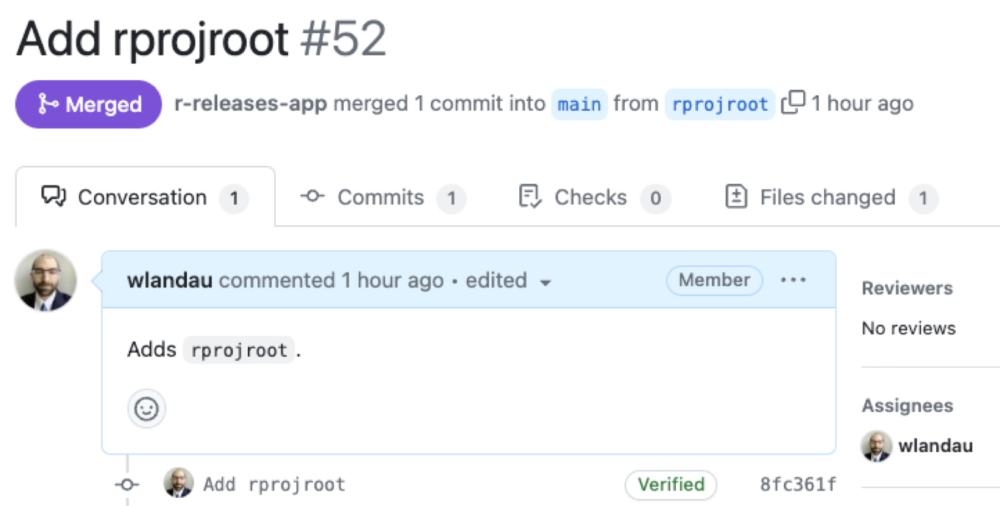 Add rprojroot #52
Merged r-releases-app merged 1 commit into main from rprojroot 1 hour ago
Conversation 1 Commits 1 Checks 0 Files changed 1
wlandau commented 1 hour ago • edited Member ...
Reviewers
No reviews
Adds rprojroot.
Assignees
wlandau
Add rprojroot Verified 8fc361f